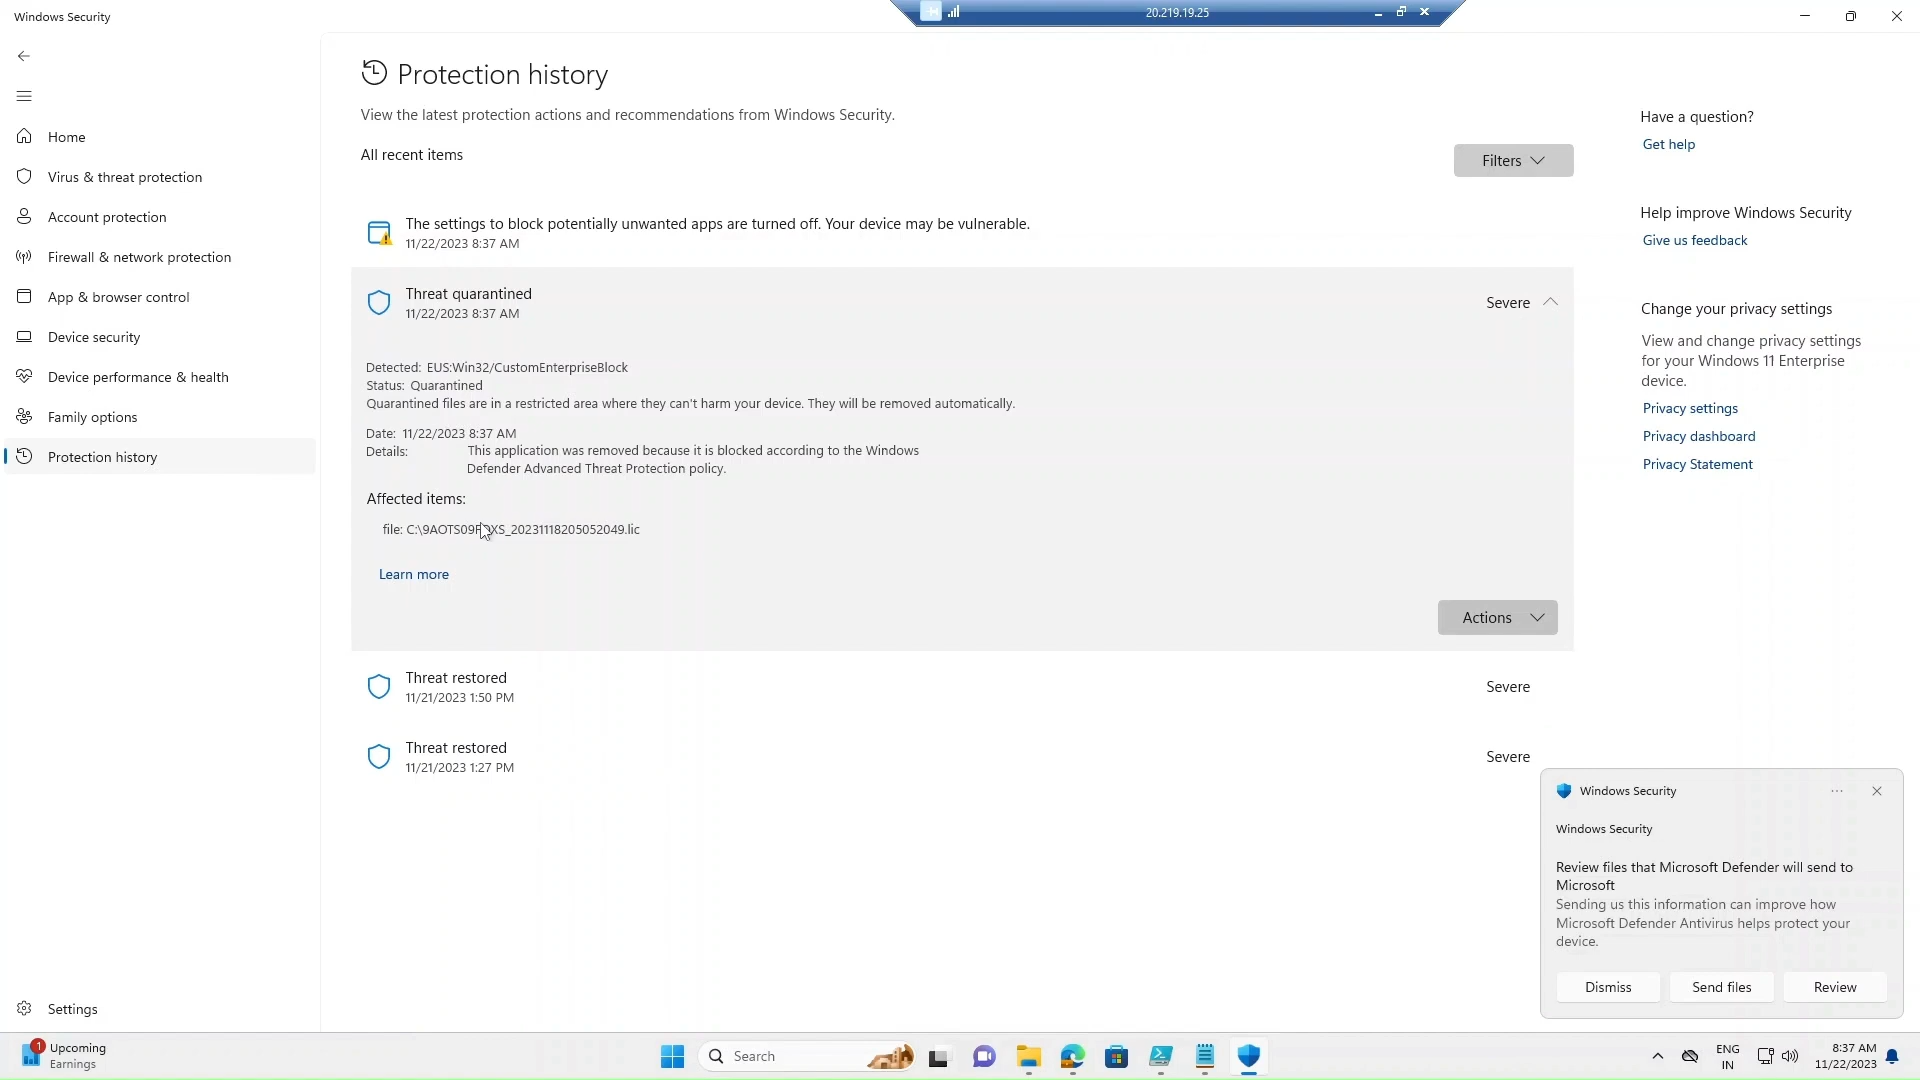 Windows Security
20.219.19.25
Home
Virus & threat protection
Account protection
Firewall & network protection
App & browser control
Device security
Device performance & health
Family options
Protection history
Settings
Protection history
View the latest protection actions and recommendations from Windows Security.
All recent items
Filters
The settings to block potentially unwanted apps are turned off. Your device may be vulnerable.
11/22/2023 8:37 AM
Threat quarantined
11/22/2023 8:37 AM
Severe
Detected: EUS:Win32/CustomEnterpriseBlock
Status: Quarantined
Quarantined files are in a restricted area where they can't harm your device. They will be removed automatically.
Date: 11/22/2023 8:37 AM
Details: This application was removed because it is blocked according to the Windows
Defender Advanced Threat Protection policy.
Affected items:
file:
Learn more
Actions
Threat restored
11/21/2023 1:50 PM
Severe
Threat restored
11/21/2023 1:27 PM
Severe
Have a question?
Get help
Help improve Windows Security
Give us feedback
Change your privacy settings
View and change privacy settings
for your Windows 11 Enterprise
device.
Privacy settings
Privacy dashboard
Privacy Statement
Windows Security
Windows Security
Review files that Microsoft Defender will send to
Microsoft
Sending us this information can improve how
Microsoft Defender Antivirus helps protect your
device.
Dismiss
Send files
Review
1
Upcoming
Earnings
Search
ENG
IN
8:37 AM
11/22/2023